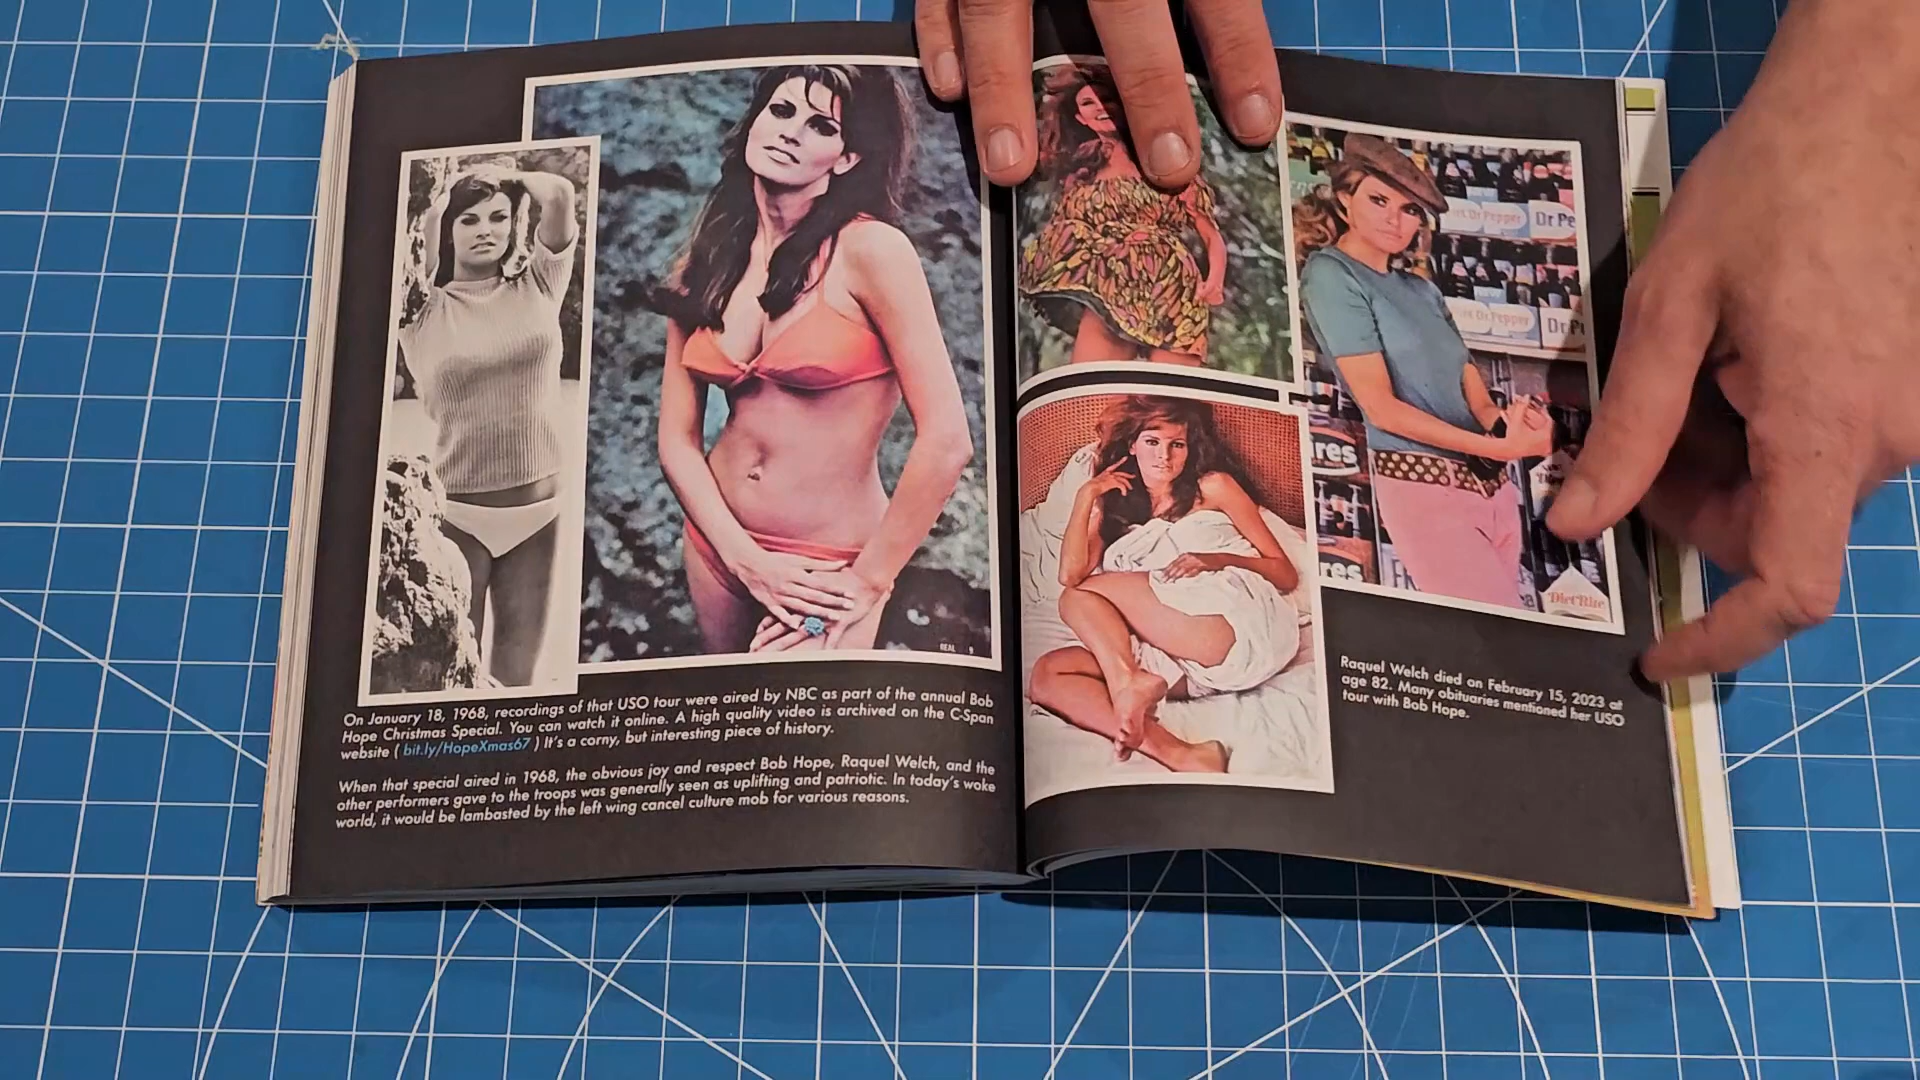 REAL 9
On January 18, 1968, recordings of that USO tour were aired by NBC as part of the annual Bob
Hope Christmas Special. You can watch it online. A high quality video is archived on the C-Span
website ( bit.ly/HopeXmas67 ) It's a corny, but interesting piece of history.
When that special aired in 1968, the obvious joy and respect Bob Hope, Raquel Welch, and the
other performers gave to the troops was generally seen as uplifting and patriotic. In today's woke
world, it would be lambasted by the left wing cancel culture mob for various reasons.
Dr Pepper
Dr Pe
Dr Pepper
Dr P
res
res
Diet Rite
Raquel Welch died on February 15, 2023 at
age 82. Many obituaries mentioned her USO
tour with Bob Hope.